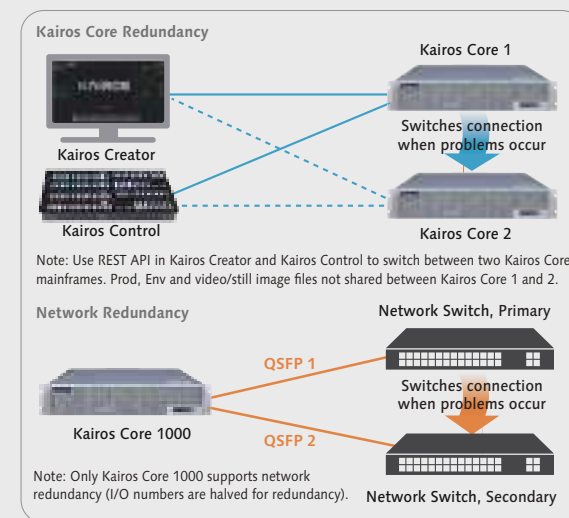 Kairos Core Redundancy
Kairos Core 1
KAIROS
Switches connection
when problems occur
Kairos Creator
Kairos Control
Kairos Core 2
Note: Use REST API in Kairos Creator and Kairos Control to switch between two Kairos Core
mainframes. Prod, Env and video/still image files not shared between Kairos Core 1 and 2.
Network Redundancy
Network Switch, Primary
QSFP 1
Switches connection
when problems occur
Kairos Core 1000
QSFP 2
Note: Only Kairos Core 1000 supports network
redundancy (I/O numbers are halved for redundancy).
Network Switch, Secondary